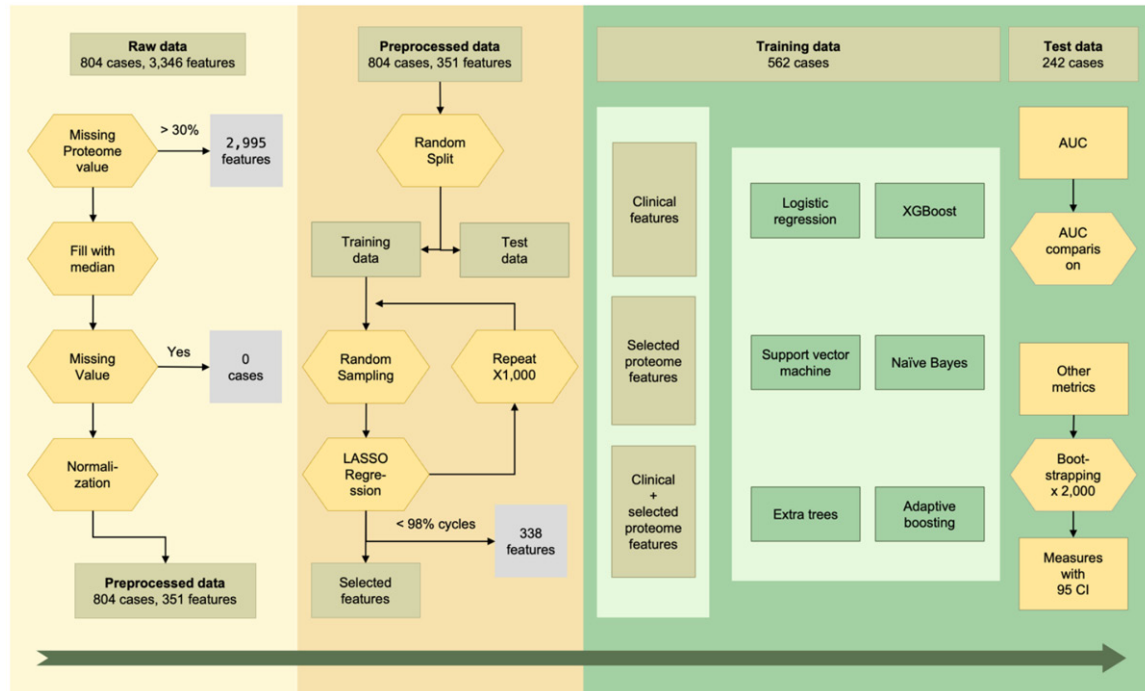 Raw data
804 cases, 3,346 features
Missing
Proteome
value
> 30%
2,995
features
Fill with
median
Missing
Value
Yes
0
cases
Normali-
zation
Preprocessed data
804 cases, 351 features
Preprocessed data
804 cases, 351 features
Random
Split
Training
data
Test
data
Random
Sampling
Repeat
X1,000
LASSO
Regre-
ssion
< 98% cycles
338
features
Selected
features
Training data
562 cases
Clinical
features
Selected
proteome
features
Clinical
+
selected
proteome
features
Logistic
regression
XGBoost
Support vector
machine
Naïve Bayes
Extra trees
Adaptive
boosting
Test data
242 cases
AUC
AUC
comparis
on
Other
metrics
Boot-
strapping
x 2,000
Measures
with
95 CI